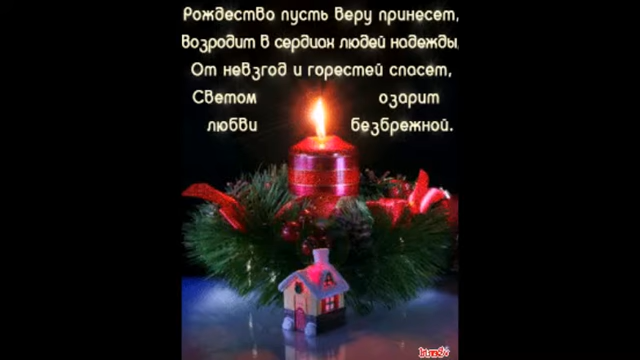 Рождество пусть веру принесет,
возродит в сердцах людей надежды,
От невзгод и горестей спасет,
Светом озарит
любви безбрежной.